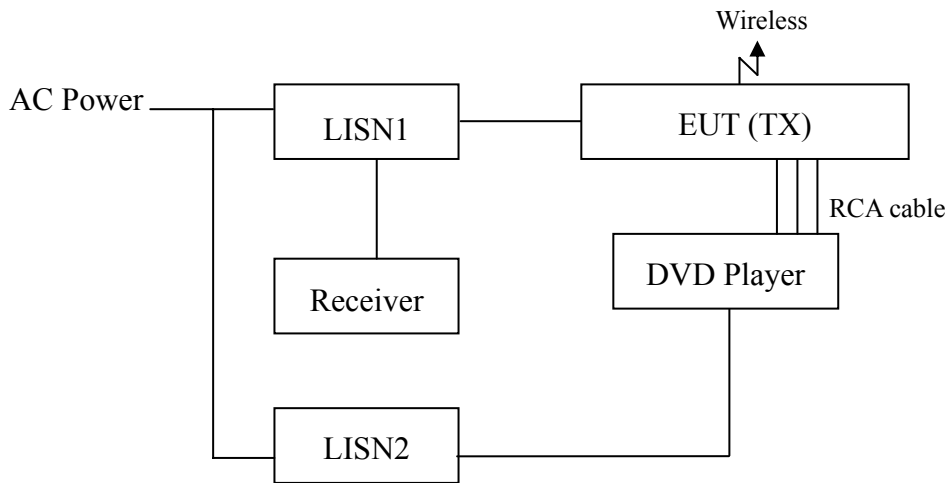 Wireless
AC Power
LISN1
EUT (TX)
RCA cable
Receiver
DVD Player
LISN2